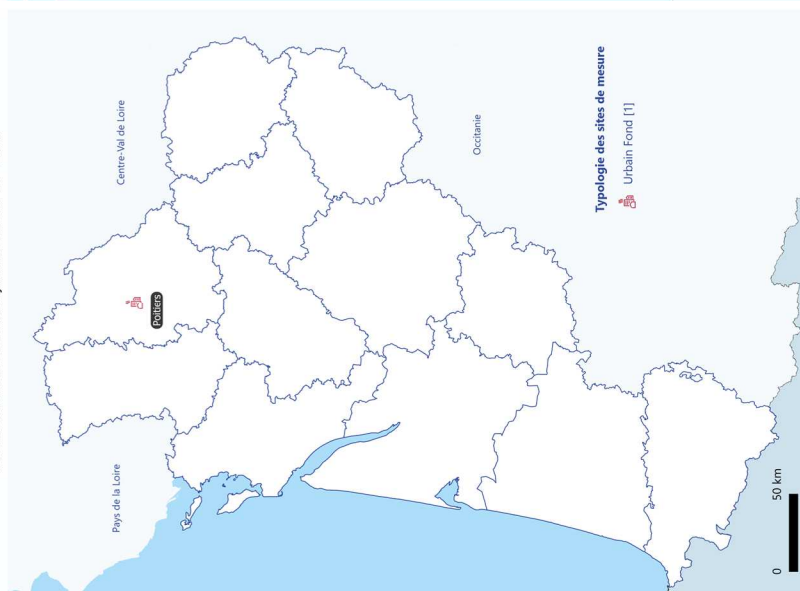 Centre-Val de Loire
Pays de la Loire
Occitanie
Poitiers
Typologie des sites de mesure
Urbain Fond [1]
0
50 km